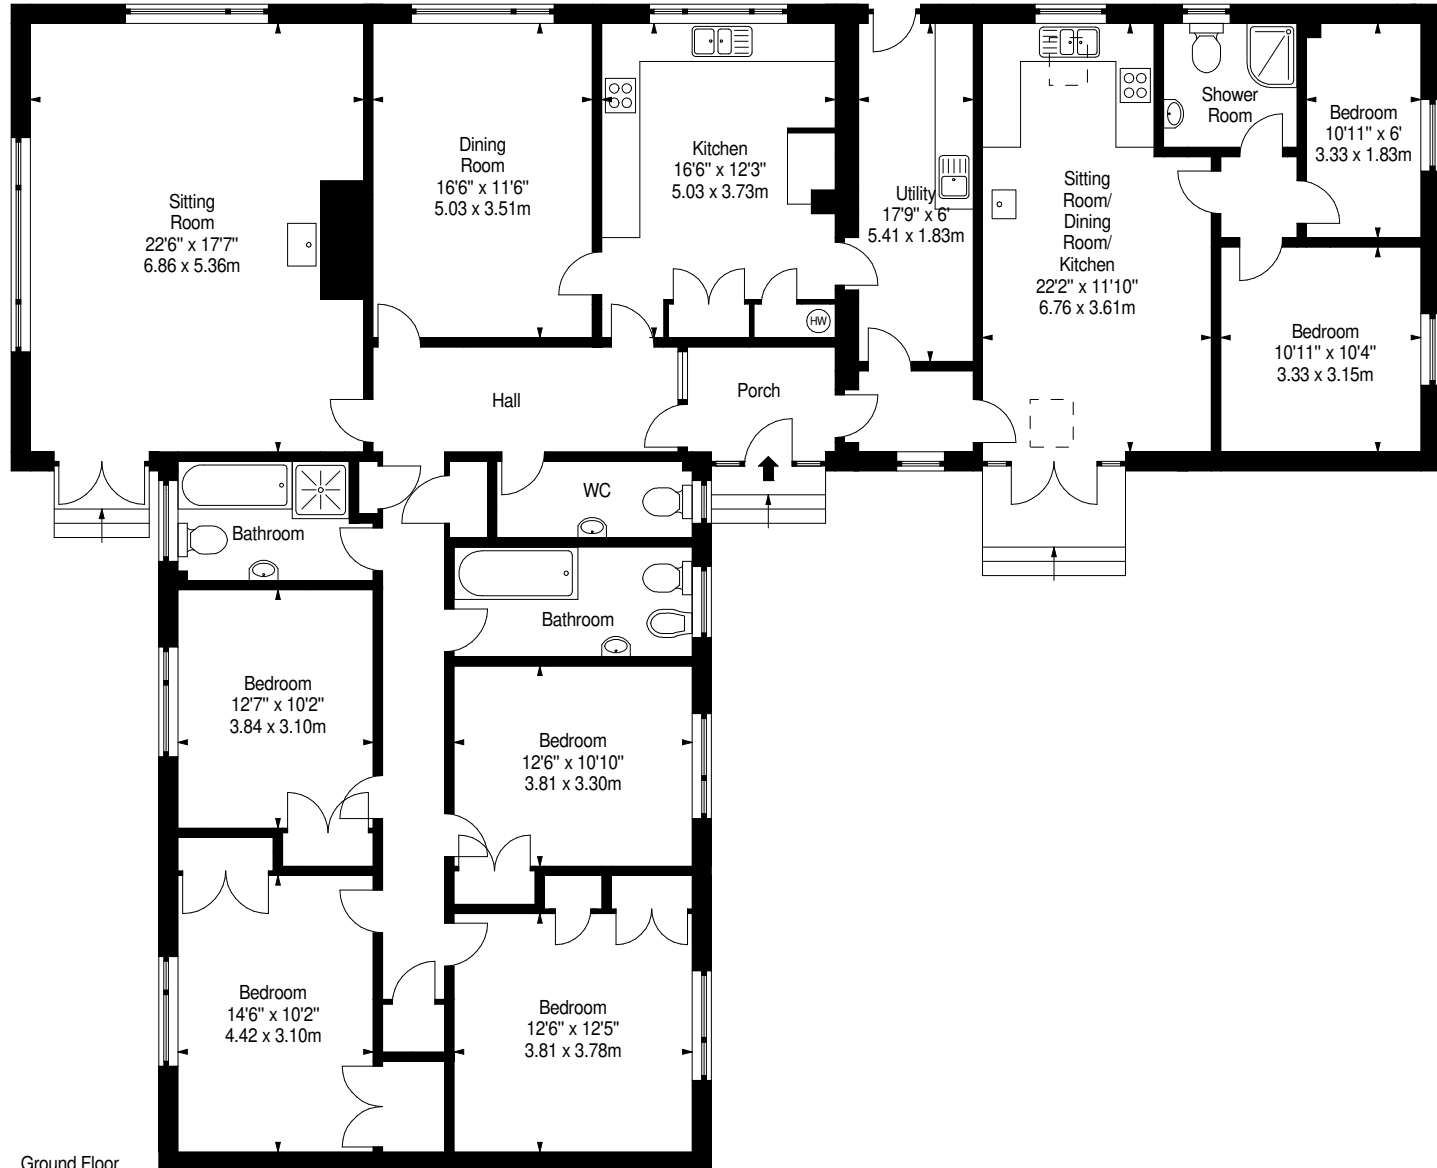 Sitting
Room
22'6" x 17'7"
6.86 x 5.36m
Dining
Room
16'6" x 11'6"
5.03 x 3.51m
Kitchen
16'6" x 12'3"
5.03 x 3.73m
HW
Utility
17'9" x 6'
5.41 x 1.83m
Sitting
Room/
Dining
Room/
Kitchen
22'2" x 11'10"
6.76 x 3.61m
Shower
Room
Bedroom
10'11" x 6'
3.33 x 1.83m
Bedroom
10'11" x 10'4"
3.33 x 3.15m
Hall
Porch
WC
Bathroom
Bathroom
Bedroom
12'7" x 10'2"
3.84 x 3.10m
Bedroom
12'6" x 10'10"
3.81 x 3.30m
Bedroom
14'6" x 10'2"
4.42 x 3.10m
Bedroom
12'6" x 12'5"
3.81 x 3.78m
Ground Floor